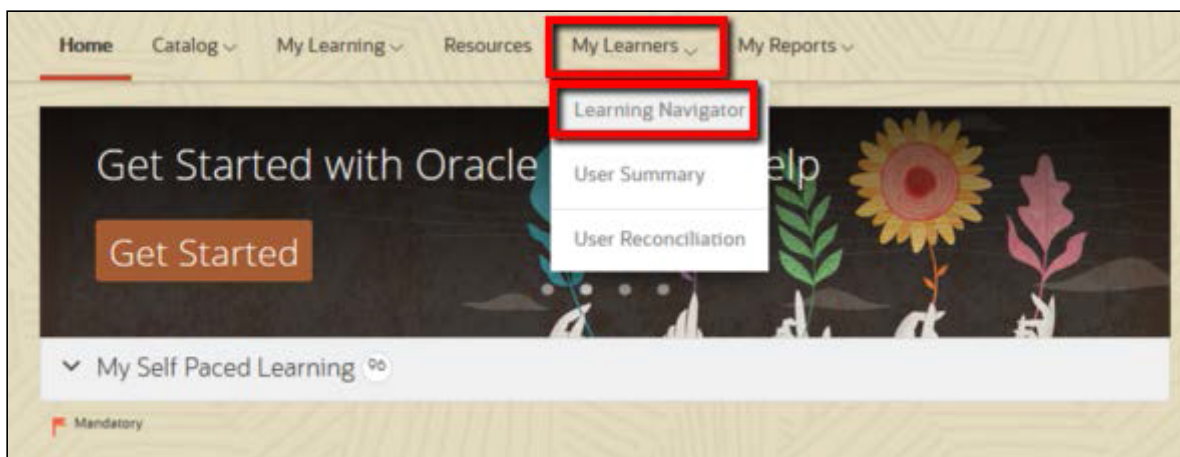 Home Catalog My Learning Resources My Learners My Reports
Learning Navigator
Get Started with Oracle elp
User Summary
Get Started
User Reconciliation
My Self Paced Learning
Mandatory